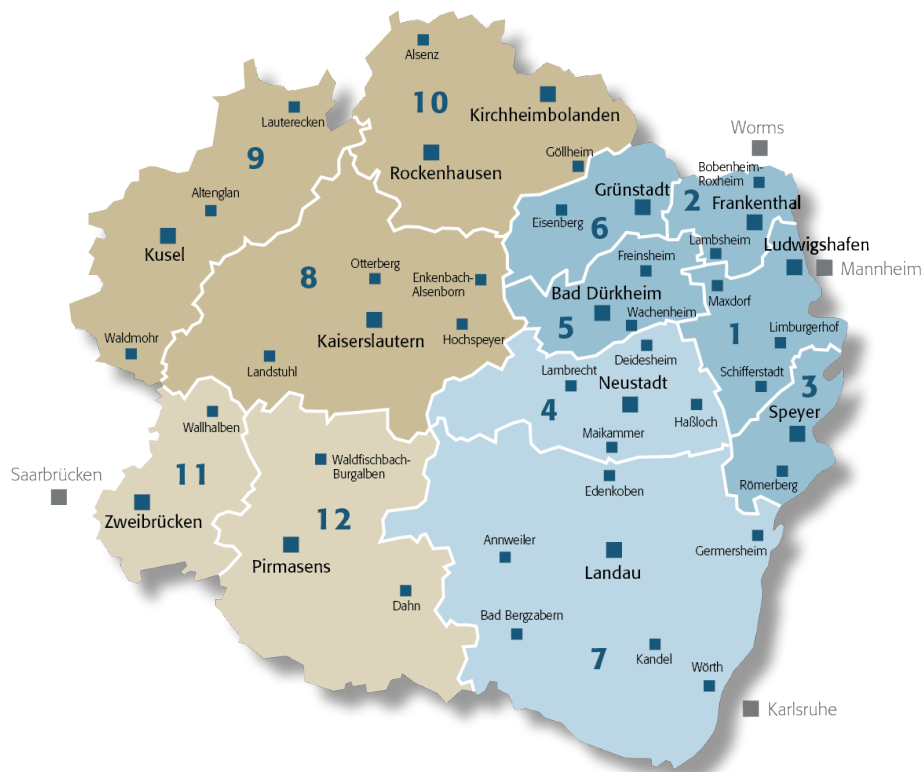 Alsenz
10
Kirchheimbolanden
Lauterecken
9
Rockenhausen
Göllheim
Worms
Bobenheim-
Roxheim
Altenglan
Kusel
Grünstadt
Eisenberg
6
2
Frankenthal
Lambsheim
Ludwigshafen
Mannheim
8
Otterberg
Enkenbach-
Alsenborn
Freinsheim
Bad Dürkheim
Maxdorf
Wachenheim
5
1
Kaiserslautern
Hochspeyer
Limburgerhof
Waldmohr
Landstuhl
Deidesheim
Lambrecht
Neustadt
4
Haßloch
Schifferstadt
3
Speyer
Wallhalben
Maikammer
Saarbrücken
11
Waldfischbach-
Burgalben
Edenkoben
Römerberg
Zweibrücken
12
Pirmasens
Annweiler
Landau
Germersheim
Dahn
Bad Bergzabern
7
Kandel
Wörth
Karlsruhe